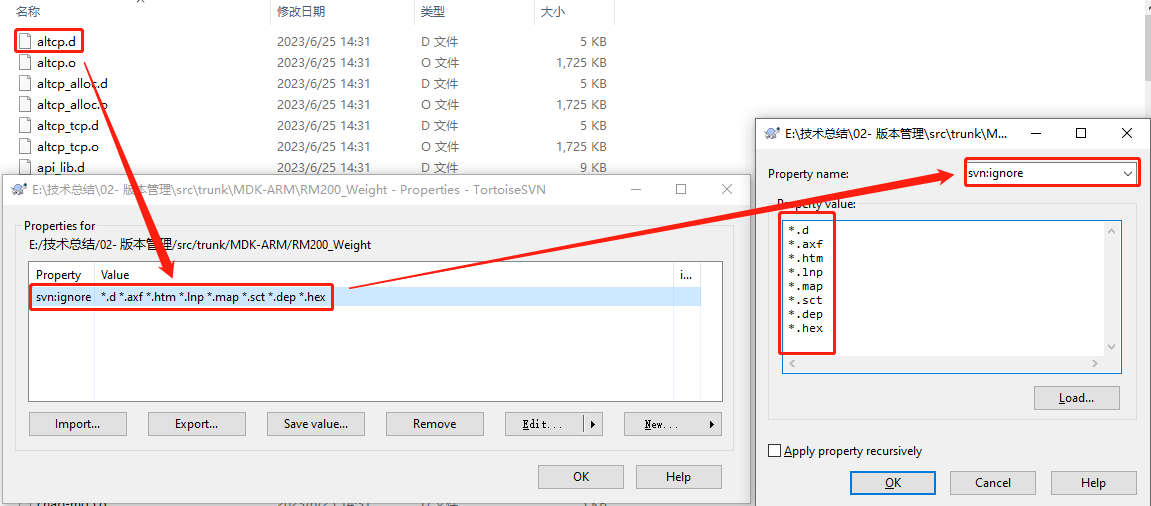 名称 修改日期 类型 大小
altcp.d 2023/6/25 14:31 D 文件 5 KB
altcp.o 2023/6/25 14:31 O 文件 1,725 KB
altcp_alloc.d 2023/6/25 14:31 D 文件 5 KB
altcp_alloc.o 2023/6/25 14:31 O 文件 1,725 KB
altcp_tcp.d 2023/6/25 14:31 D 文件 5 KB
altcp_tcp.o 2023/6/25 14:31 O 文件 1,725 KB
api_lib.d 2023/6/25 14:31 D 文件 9 KB
E:\技术总结\02- 版本管理\src\trunk\MDK-ARM\RM200_Weight - Properties - TortoiseSVN
Properties for
E:/技术总结/02- 版本管理/src/trunk/MDK-ARM/RM200_Weight
Property Value i...
svn:ignore *.d *.axf *.htm *.lnp *.map *.sct *.dep *.hex
Import... Export... Save value... Remove Edit... New...
OK Help
E:\技术总结\02- 版本管理\src\trunk\M...
Property name: svn:ignore
Property value:
*.d
*.axf
*.htm
*.lnp
*.map
*.sct
*.dep
*.hex
Load...
Apply property recursively
OK Cancel Help